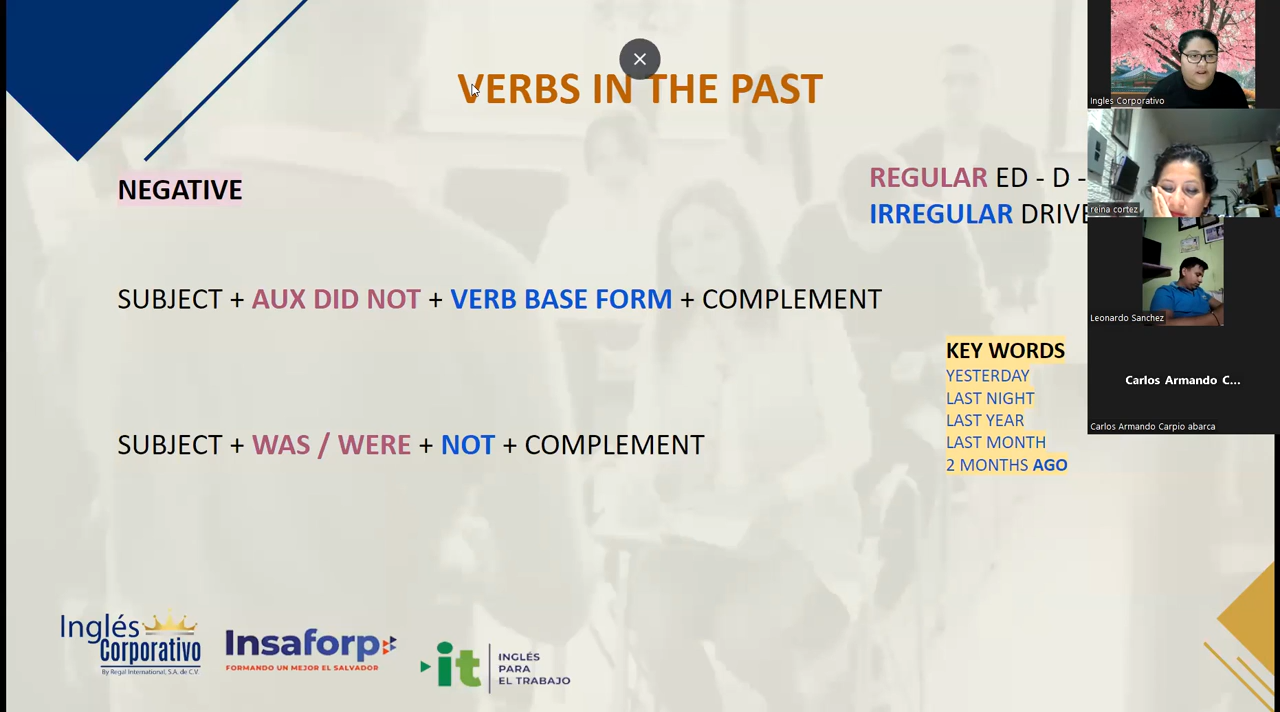 VERBS IN THE PAST
NEGATIVE
REGULAR ED - D -
IRREGULAR DRIVE
SUBJECT + AUX DID NOT + VERB BASE FORM + COMPLEMENT
KEY WORDS
YESTERDAY
LAST NIGHT
LAST YEAR
LAST MONTH
2 MONTHS AGO
SUBJECT + WAS / WERE + NOT + COMPLEMENT
Inglés
Corporativo
By Regal International, S.A. de C.V.
Insaforp
FORMANDO UN MEJOR EL SALVADOR
it
INGLÉS
PARA
EL TRABAJO
Ingles Corporativo
reina cortez
Leonardo Sanchez
Carlos Armando C...
Carlos Armando Carpio abarca